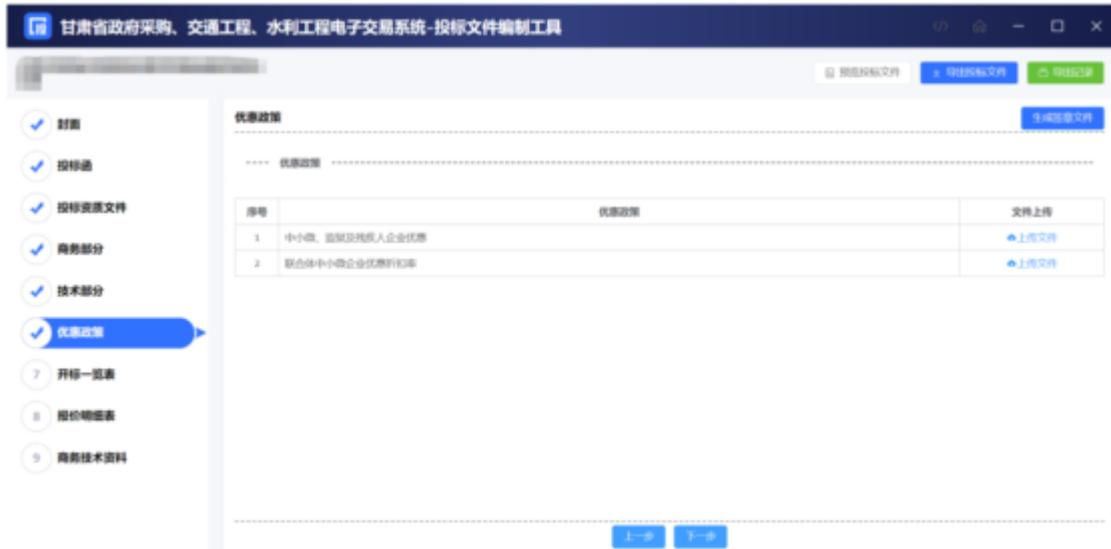 投 甘肃省政府采购、交通工程、水利工程电子交易系统-投标文件编制工具
预览投标文件 导出投标文件 导出记录
封面
投标函
投标资质文件
商务部分
技术部分
优惠政策
7 开标一览表
8 报价明细表
9 商务技术资料
优惠政策 生成签章文件
优惠政策
序号 优惠政策 文件上传
1 中小微、监狱及残疾人企业优惠 上传文件
2 联合体中小微企业优惠折扣率 上传文件
上一步 下一步